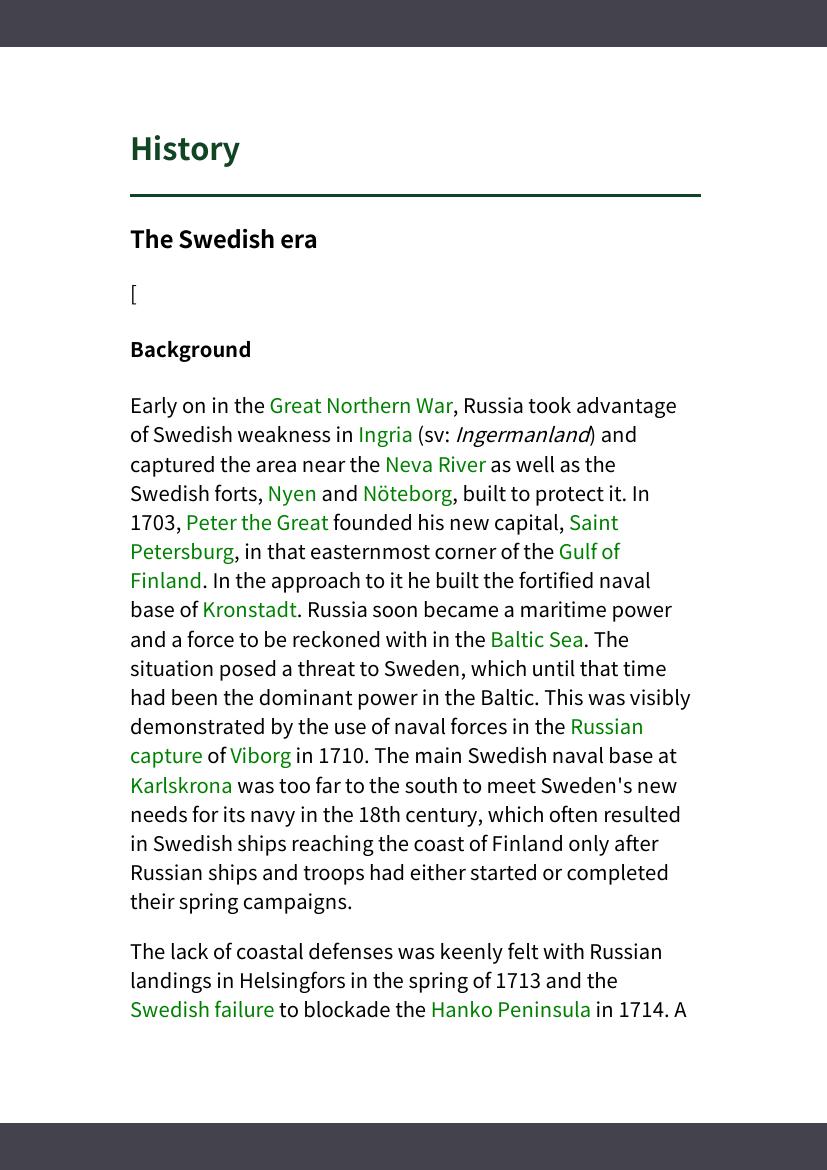 History
The Swedish era
[
Background
Early on in the Great Northern War, Russia took advantage
of Swedish weakness in Ingria (sv: Ingermanland) and
captured the area near the Neva River as well as the
Swedish forts, Nyen and Nöteborg, built to protect it. In
1703, Peter the Great founded his new capital, Saint
Petersburg, in that easternmost corner of the Gulf of
Finland. In the approach to it he built the fortified naval
base of Kronstadt. Russia soon became a maritime power
and a force to be reckoned with in the Baltic Sea. The
situation posed a threat to Sweden, which until that time
had been the dominant power in the Baltic. This was visibly
demonstrated by the use of naval forces in the Russian
capture of Viborg in 1710. The main Swedish naval base at
Karlskrona was too far to the south to meet Sweden's new
needs for its navy in the 18th century, which often resulted
in Swedish ships reaching the coast of Finland only after
Russian ships and troops had either started or completed
their spring campaigns.
The lack of coastal defenses was keenly felt with Russian
landings in Helsingfors in the spring of 1713 and the
Swedish failure to blockade the Hanko Peninsula in 1714. A